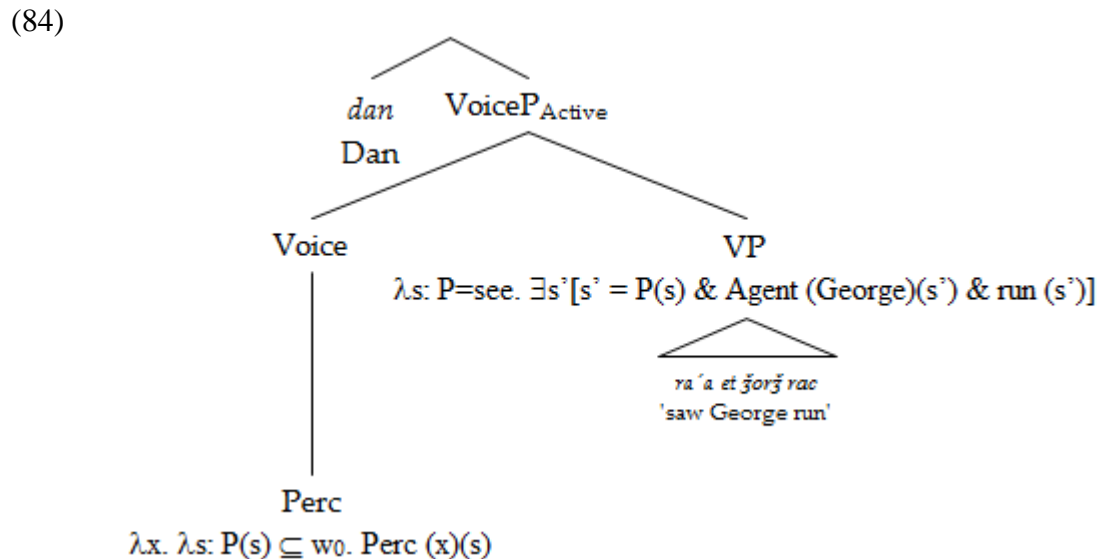 (84)
dan VoiceP_Active
Dan
Voice VP
λs: P=see. ∃s’[s’ = P(s) & Agent (George)(s’) & run (s’)]
ra´a et ǯorǯ rac
'saw George run'
Perc
λx. λs: P(s) ⊆ w₀. Perc (x)(s)